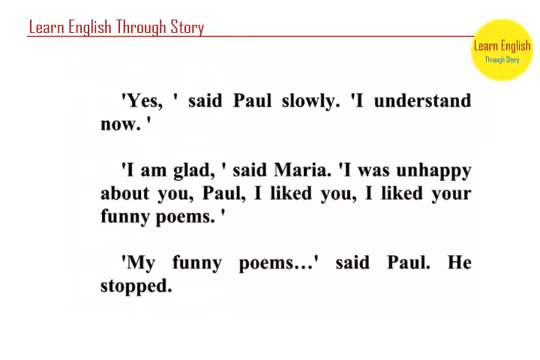 Learn English Through Story
Learn English
Through Story
'Yes, ' said Paul slowly. 'I understand
now. '
'I am glad, ' said Maria. 'I was unhappy
about you, Paul, I liked you, I liked your
funny poems. '
'My funny poems...' said Paul. He
stopped.